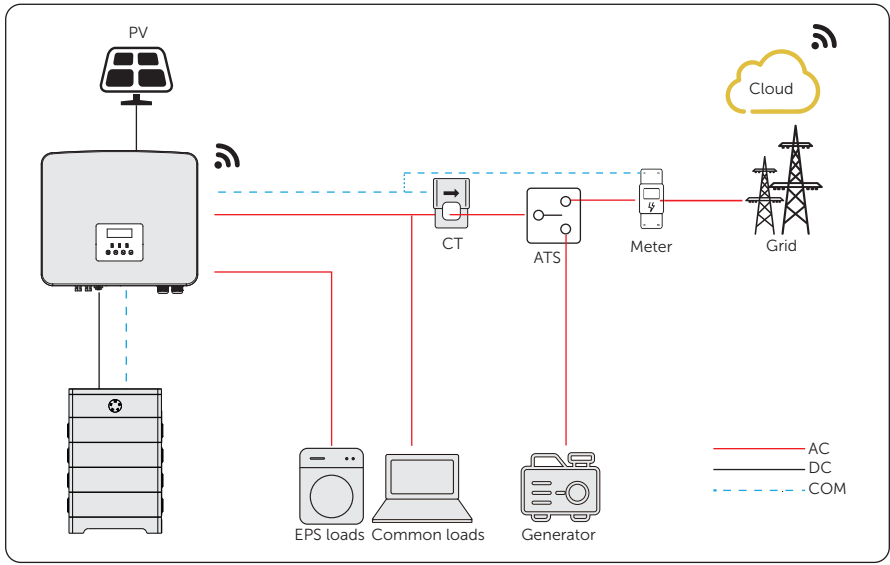 PV
Cloud
CT
ATS
Meter
Grid
AC
DC
COM
EPS loads
Common loads
Generator